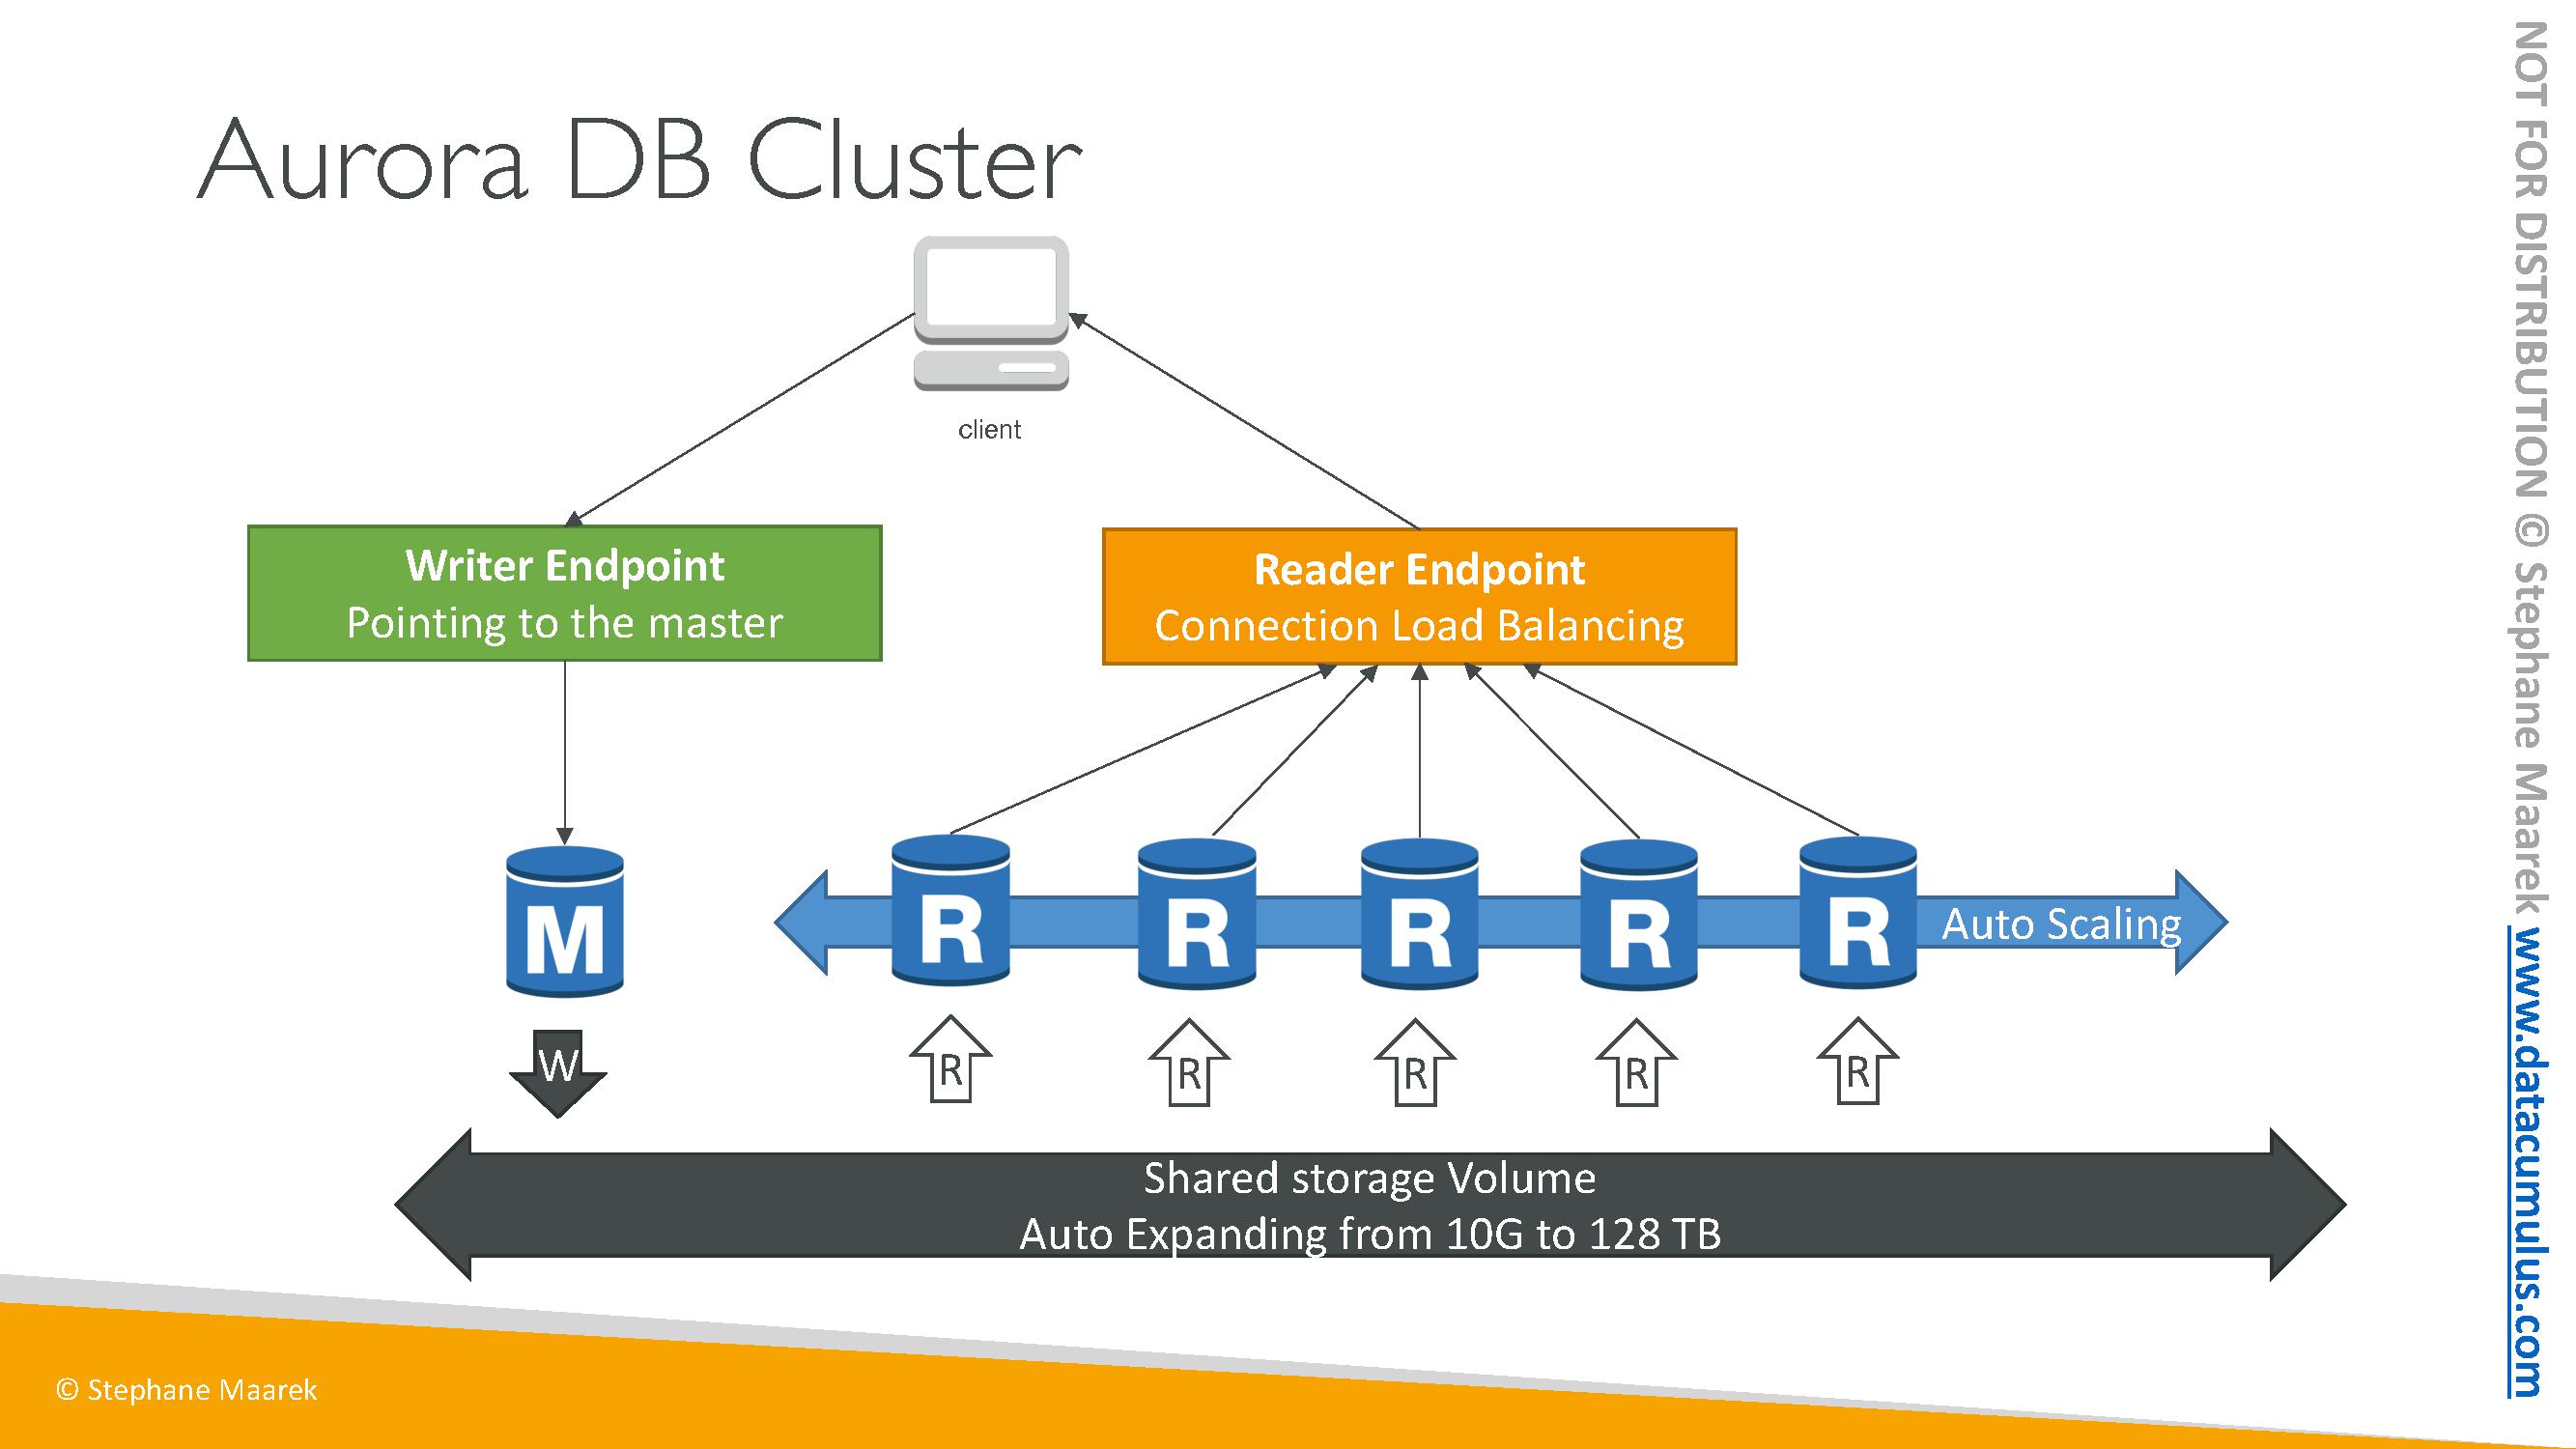 Aurora DB Cluster
client
Writer Endpoint
Pointing to the master
Reader Endpoint
Connection Load Balancing
M
R
R
R
R
R
Auto Scaling
W
R
R
R
R
R
Shared storage Volume
Auto Expanding from 10G to 128 TB
© Stephane Maarek
NOT FOR DISTRIBUTION © Stephane Maarek www.datacumulus.com